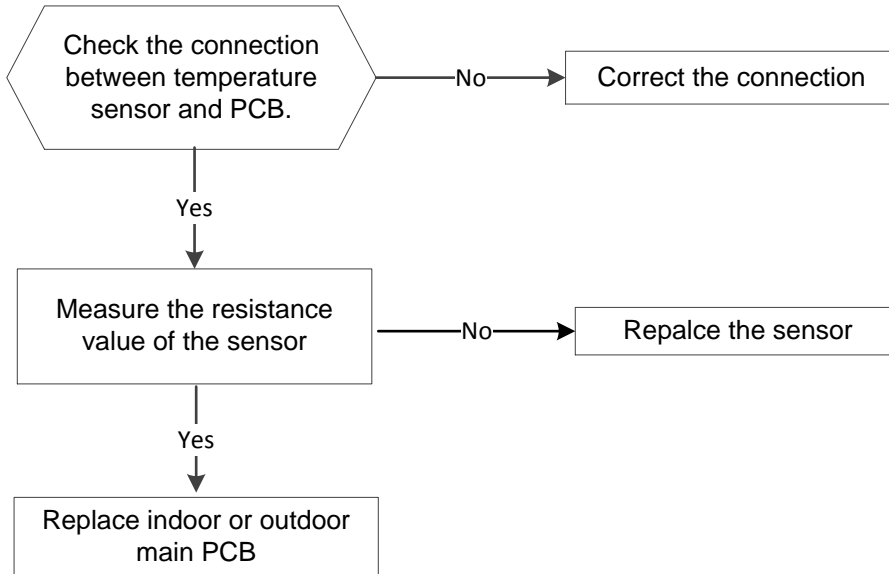 Check the connection
between temperature
sensor and PCB.
No
Correct the connection
Yes
Measure the resistance
value of the sensor
No
Repalce the sensor
Yes
Replace indoor or outdoor
main PCB